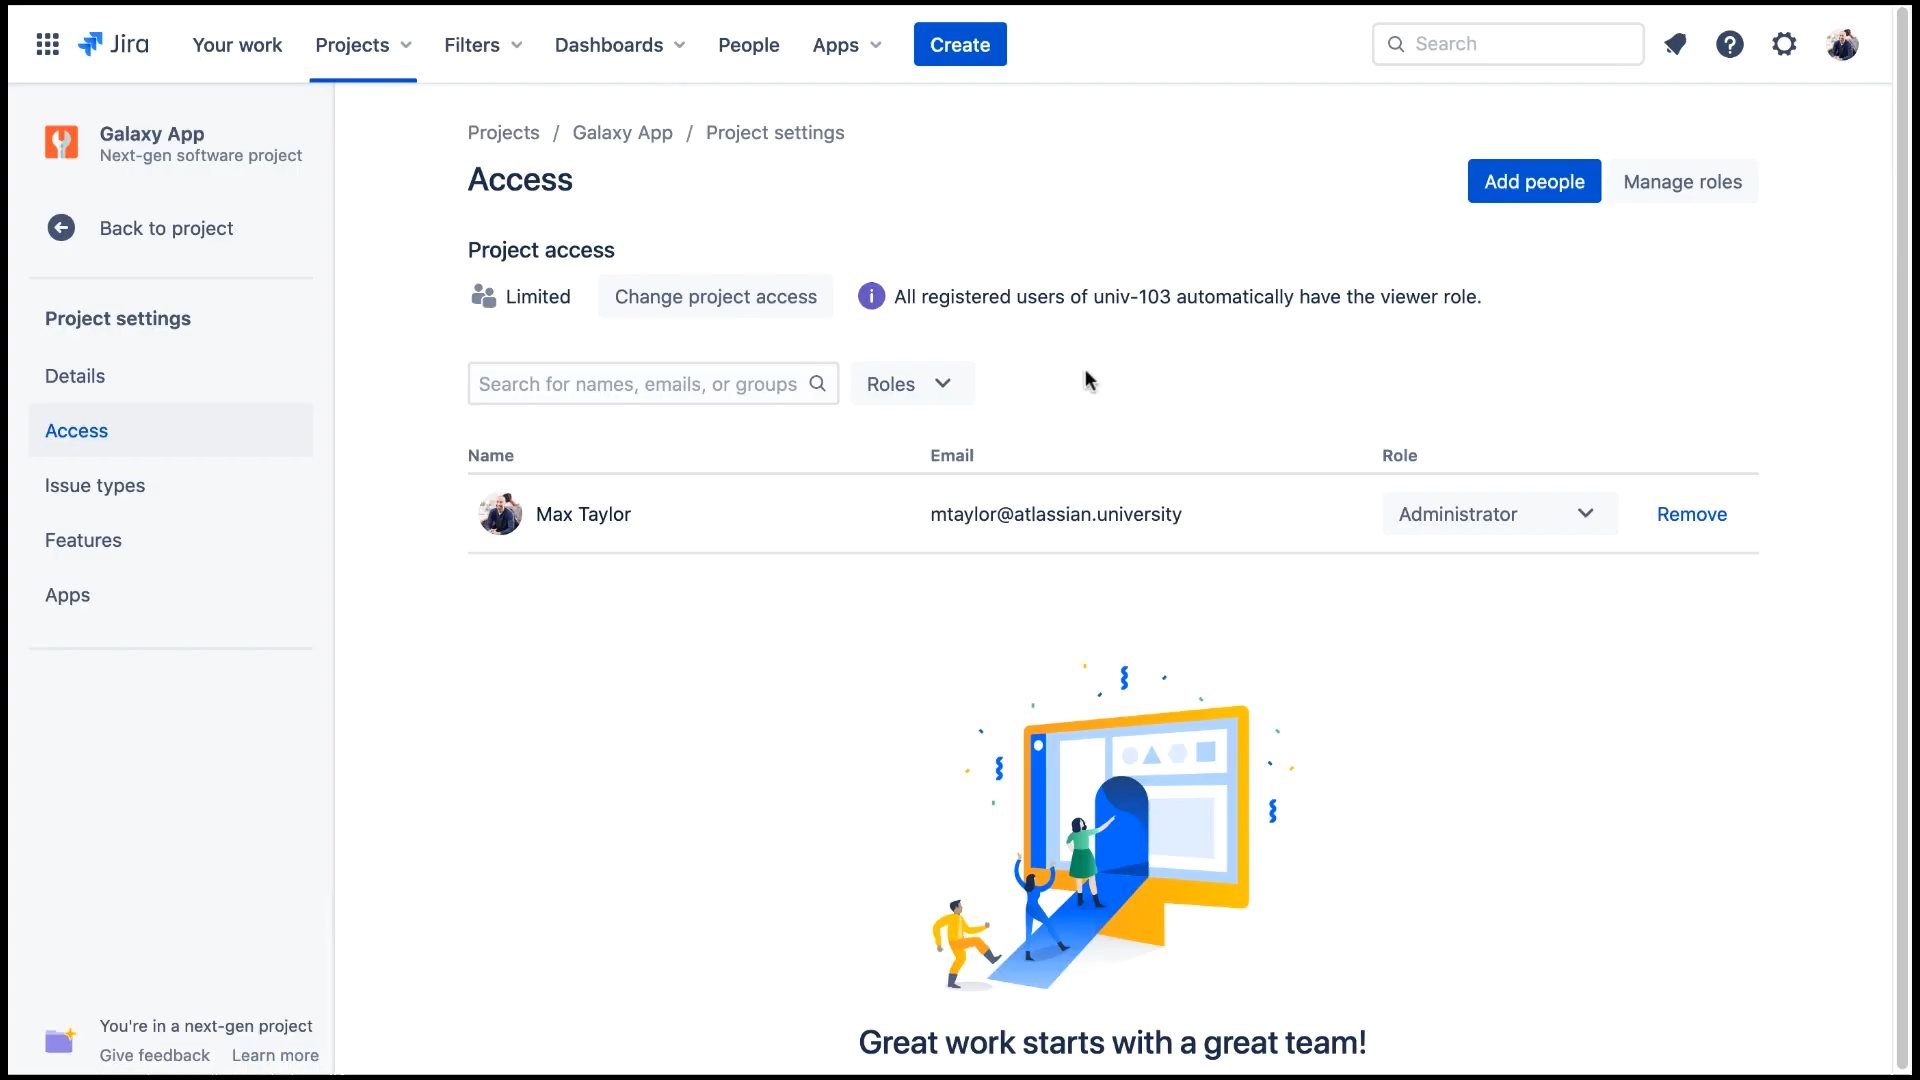 Jira
Your work
Projects
Filters
Dashboards
People
Apps
Create
Search
Galaxy App
Next-gen software project
Back to project
Project settings
Details
Access
Issue types
Features
Apps
You're in a next-gen project
Give feedback Learn more
Projects / Galaxy App / Project settings
Access
Add people
Manage roles
Project access
Limited
Change project access
All registered users of univ-103 automatically have the viewer role.
Search for names, emails, or groups
Roles
Name Email Role
Max Taylor mtaylor@atlassian.university Administrator Remove
Great work starts with a great team!